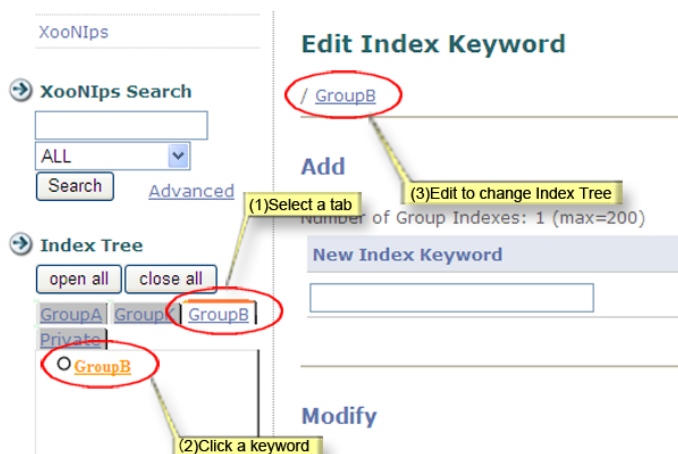 XooNIps
XooNIps Search
ALL
Search
Advanced
Index Tree
open all
close all
GroupA GroupX GroupB
Private
GroupB
(1)Select a tab
(2)Click a keyword
Edit Index Keyword
/ GroupB
(3)Edit to change Index Tree
Add
Number of Group Indexes: 1 (max=200)
New Index Keyword
Modify